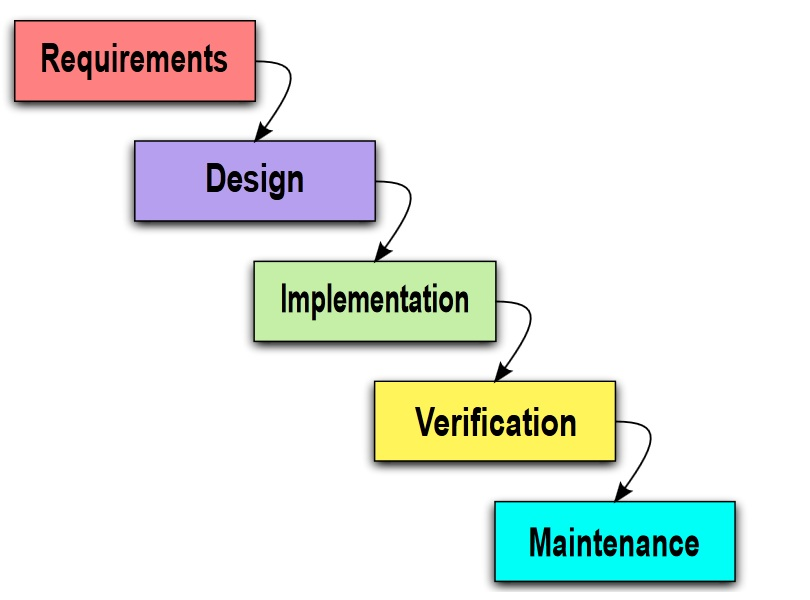 Requirements
Design
Implementation
Verification
Maintenance